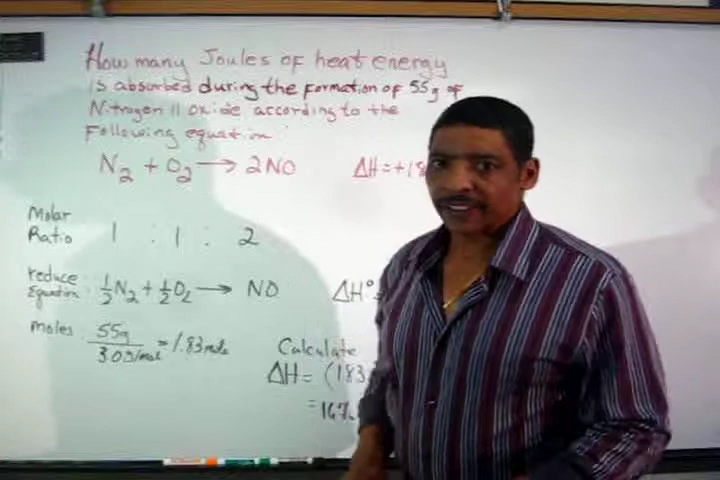 How many Joules of heat energy
is absorbed during the formation of 55g of
Nitrogen II oxide according to the
Following equation
N₂ + O₂ → 2NO ΔH = +18
Molar
Ratio 1 : 1 : 2
reduce
Equation ½N₂ + ½O₂ → NO ΔH° =
moles 55g / 30g/mol = 1.83 mole
Calculate
ΔH = (183
= 167.